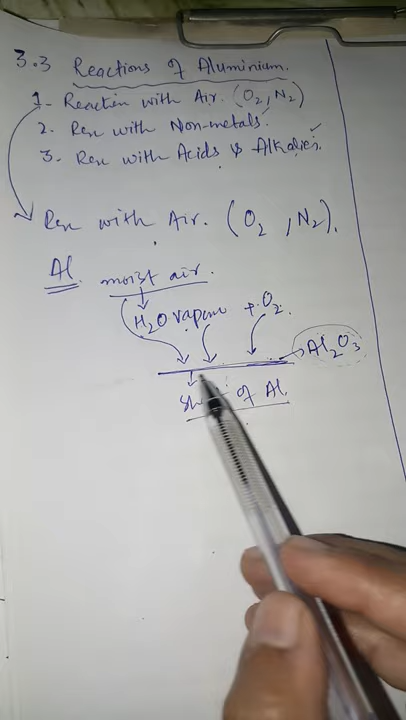 3.3 Reactions of Aluminium.
1- Reaction with Air. (O₂, N₂)
2. Rxn with Non-metals.
3. Rxn with Acids & Alkalies.
Rxn with Air. (O₂, N₂).
Al moist air.
H₂O vapour + O₂.
Al₂O₃
of Al